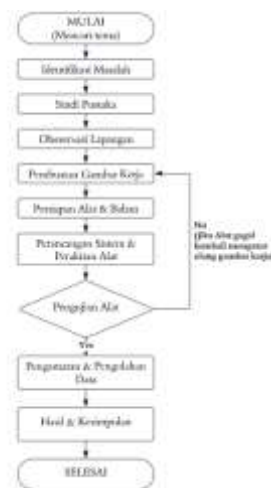 MULAI
(Mencari tema)
Identifikasi Masalah
Studi Pustaka
Observasi Lapangan
Pembuatan Gambar Kerja
Persiapan Alat & Bahan
Perancangan Sistem &
Perakitan Alat
No
(Jika Alat gagal
kembali mengatur
ulang gambar kerja)
Pengujian Alat
Yes
Pengamatan & Pengolahan
Data
Hasil & Kesimpulan
SELESAI